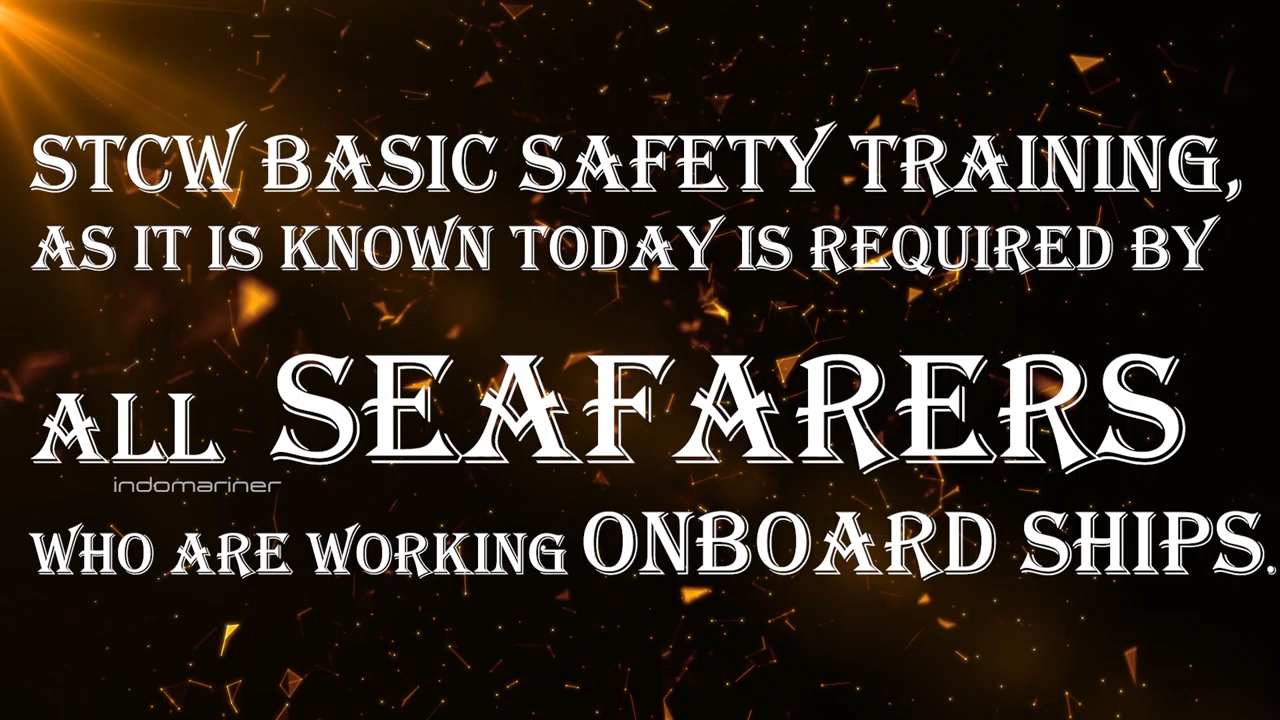 STCW BASIC SAFETY TRAINING,
AS IT IS KNOWN TODAY IS REQUIRED BY
ALL SEAFARERS
indomariner
WHO ARE WORKING ONBOARD SHIPS.